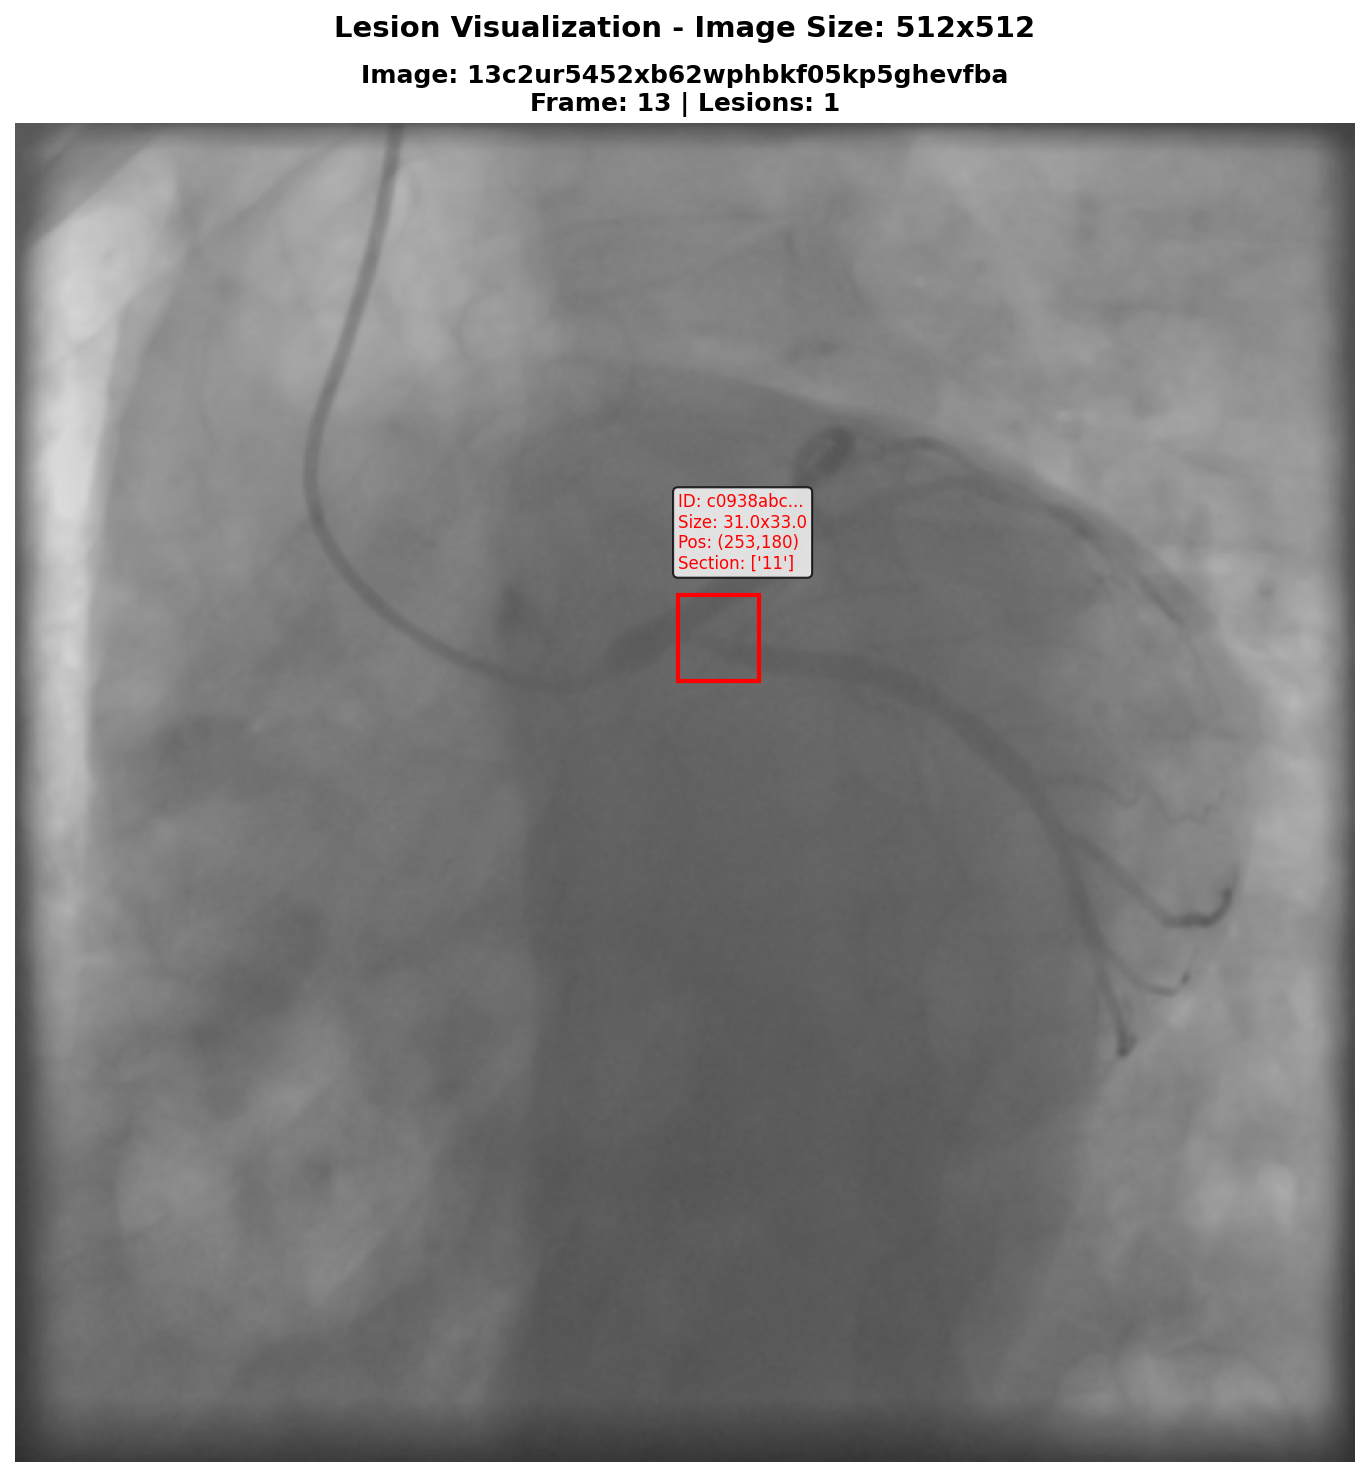 Lesion Visualization - Image Size: 512x512
Image: 13c2ur5452xb62wphbkf05kp5ghevfba
Frame: 13 | Lesions: 1
ID: c0938abc...
Size: 31.0x33.0
Pos: (253,180)
Section: ['11']